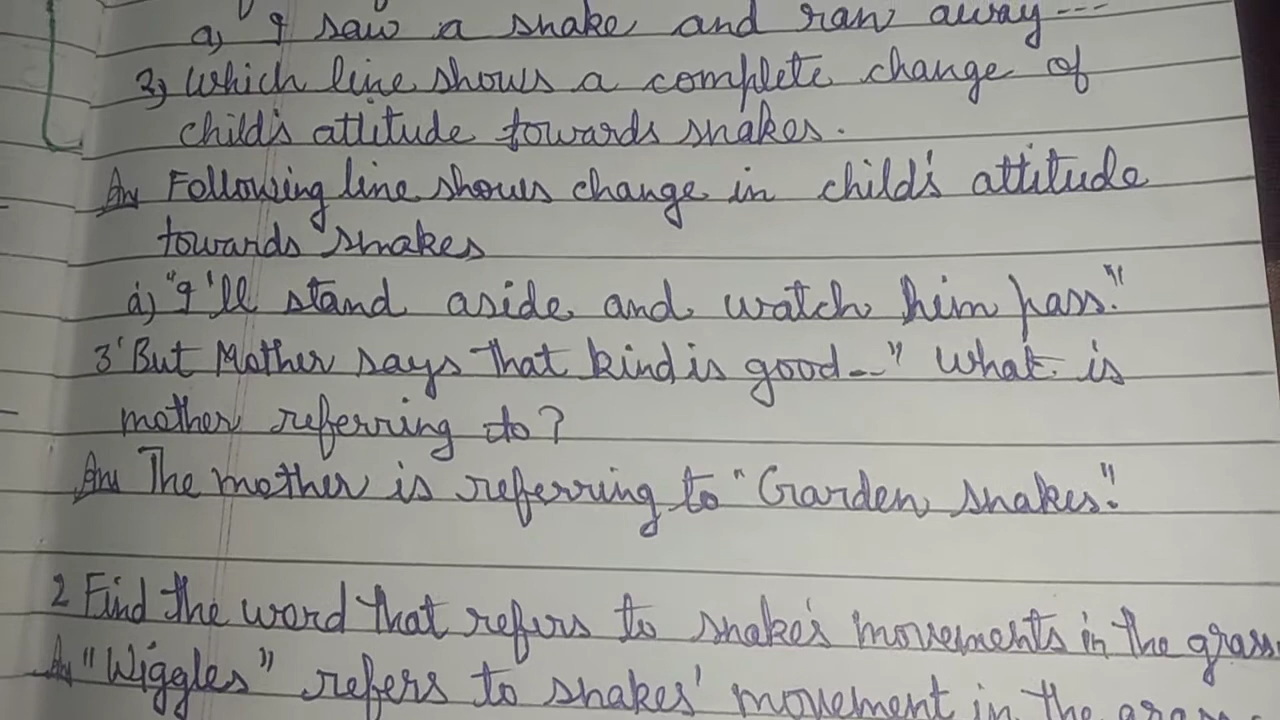 a) I saw a snake and ran away---
2) Which line shows a complete change of
child's attitude towards snakes.
Ans Following line shows change in child's attitude
towards snakes
a) "I'll stand aside and watch him pass."
3 'But Mother says that kind is good--" What is
mother referring to?
Ans The mother is referring to "Garden snakes."
2 Find the word that refers to snake's movements in the grass.
Ans "Wiggles" refers to snakes' movement in the grass.